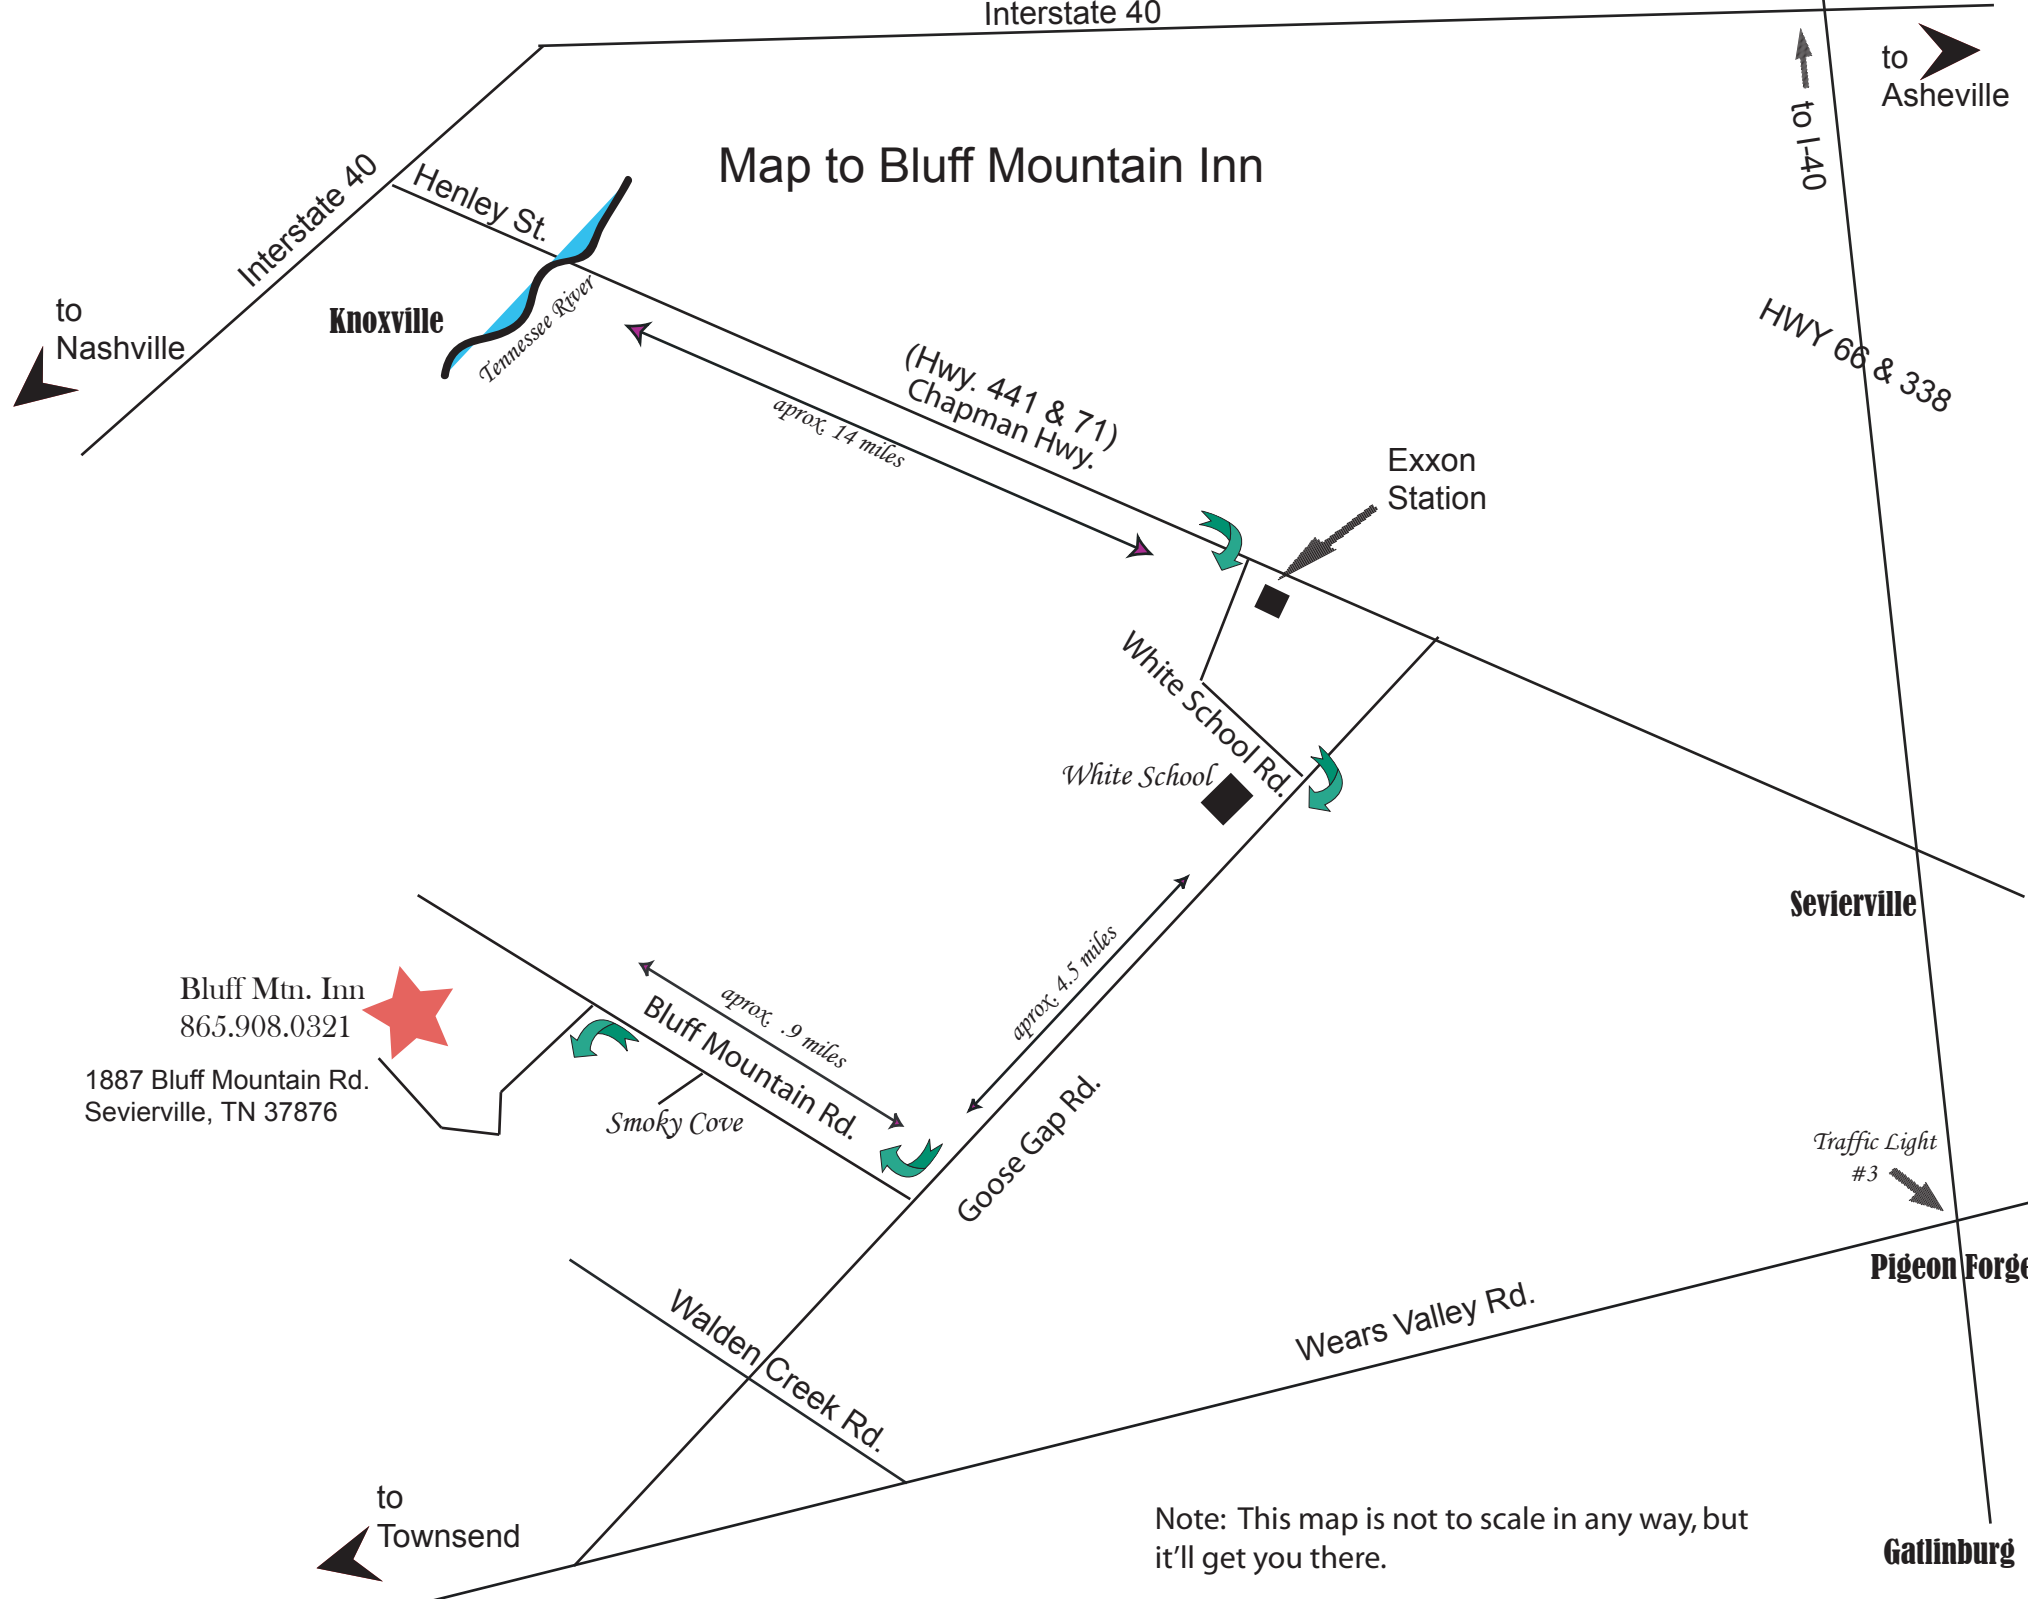 Interstate 40
to
Asheville
to I-40
Map to Bluff Mountain Inn
Interstate 40
Henley St.
Tennessee River
Knoxville
to
Nashville
HWY 66 & 338
(Hwy. 441 & 71)
Chapman Hwy.
aprox. 14 miles
Exxon
Station
White School Rd.
White School
Sevierville
Bluff Mtn. Inn
865.908.0321
1887 Bluff Mountain Rd.
Sevierville, TN 37876
aprox. .9 miles
Bluff Mountain Rd.
Smoky Cove
aprox. 4.5 miles
Goose Gap Rd.
Traffic Light
#3
Pigeon Forge
Wears Valley Rd.
Walden Creek Rd.
to
Townsend
Note: This map is not to scale in any way, but
it'll get you there.
Gatlinburg